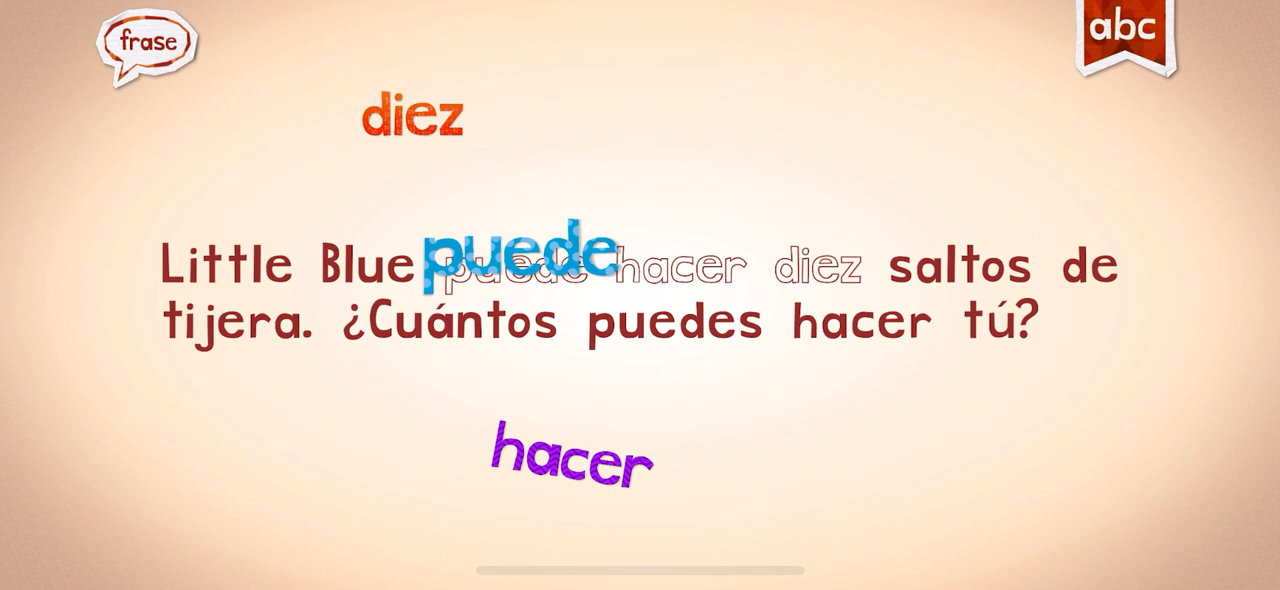 frase
abc
diez
puede
Little Blue puede hacer diez saltos de
tijera. ¿Cuántos puedes hacer tú?
hacer